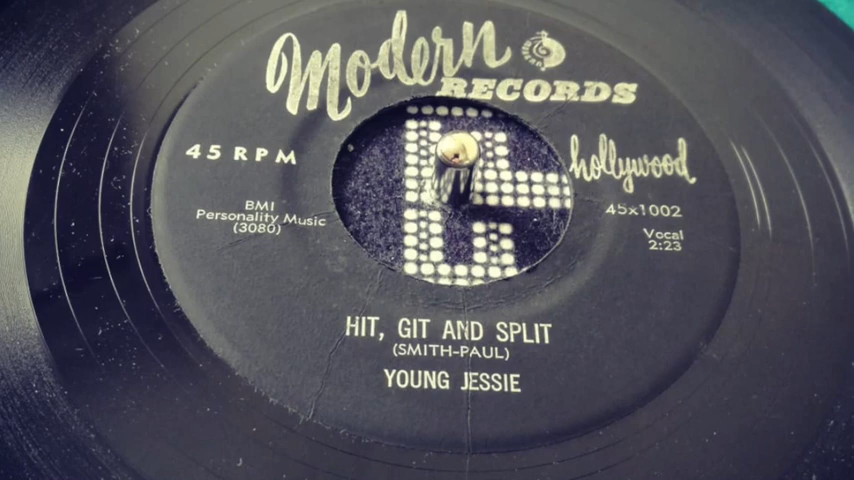 Modern
RECORDS
45 RPM
hollywood
BMI
Personality Music
(3080)
45x1002
Vocal
2:23
HIT, GIT AND SPLIT
(SMITH-PAUL)
YOUNG JESSIE